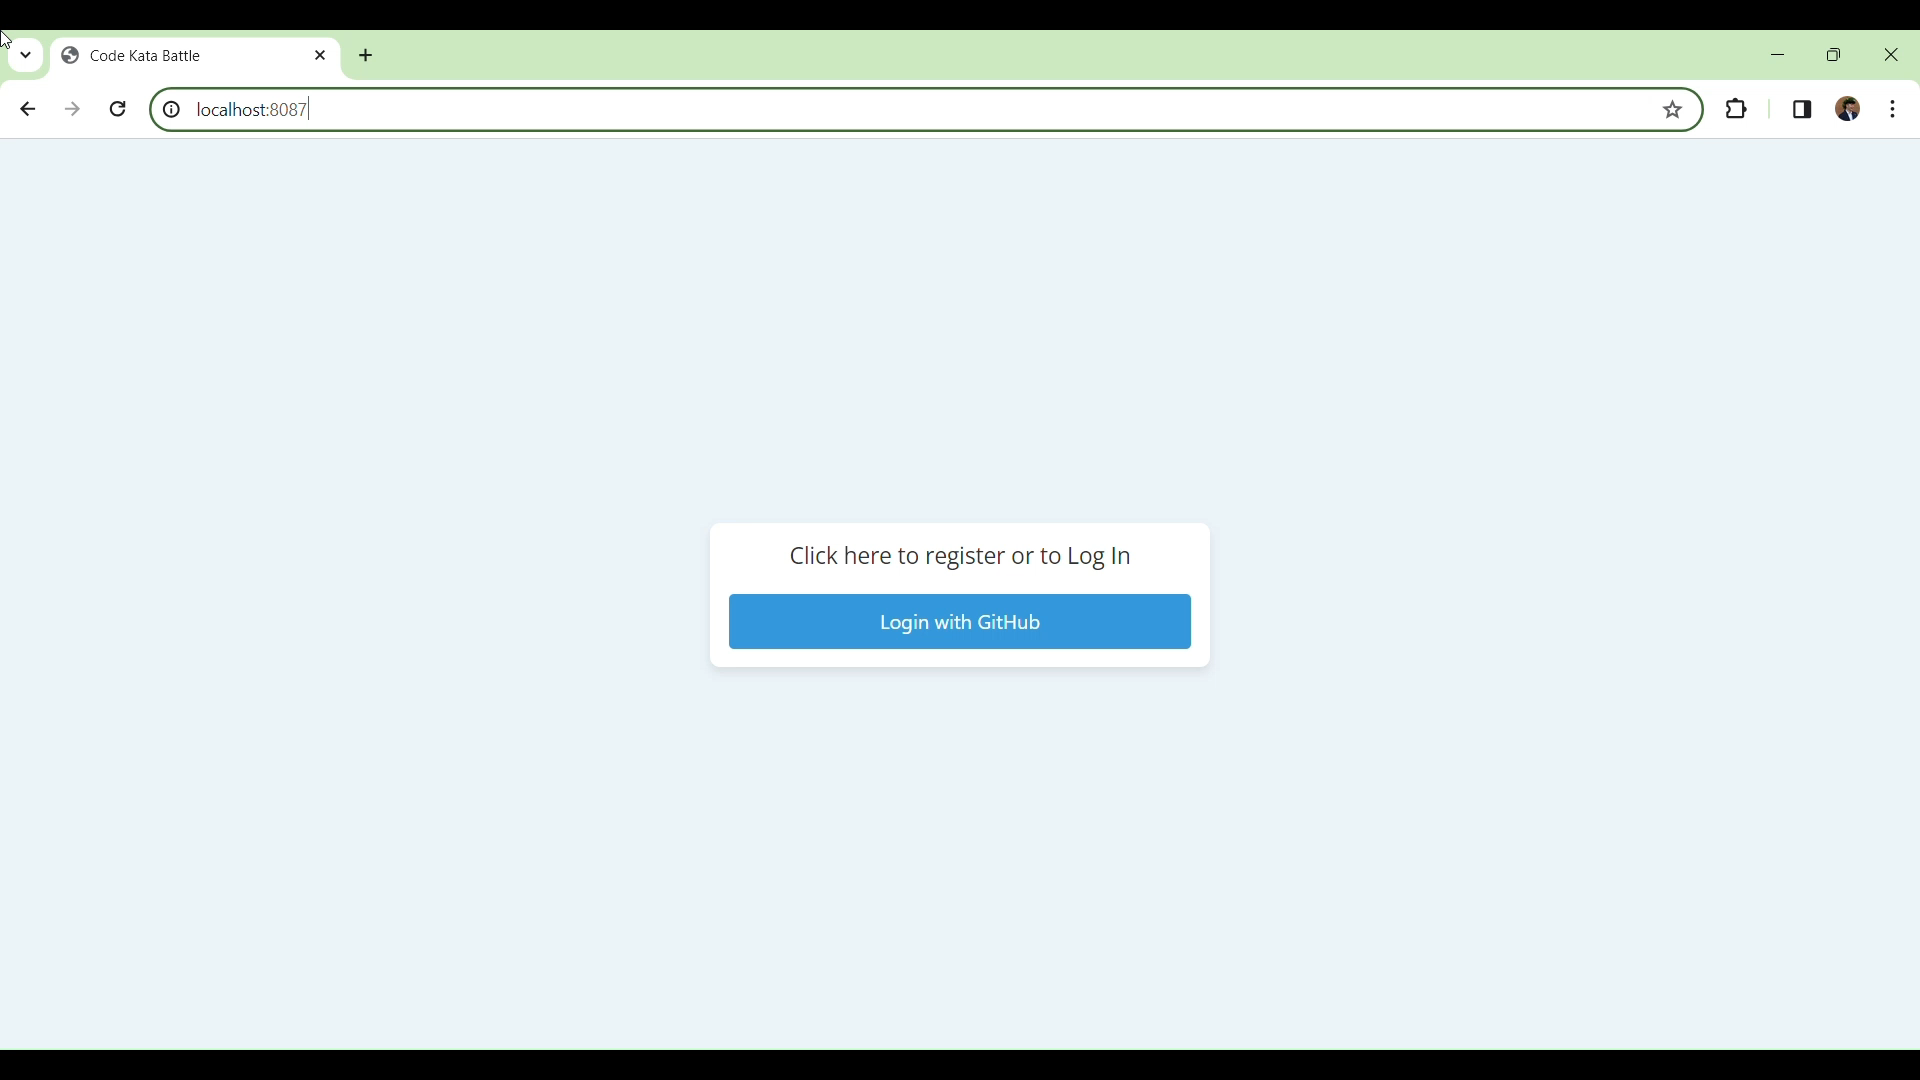 Code Kata Battle
localhost:8087
Click here to register or to Log In
Login with GitHub